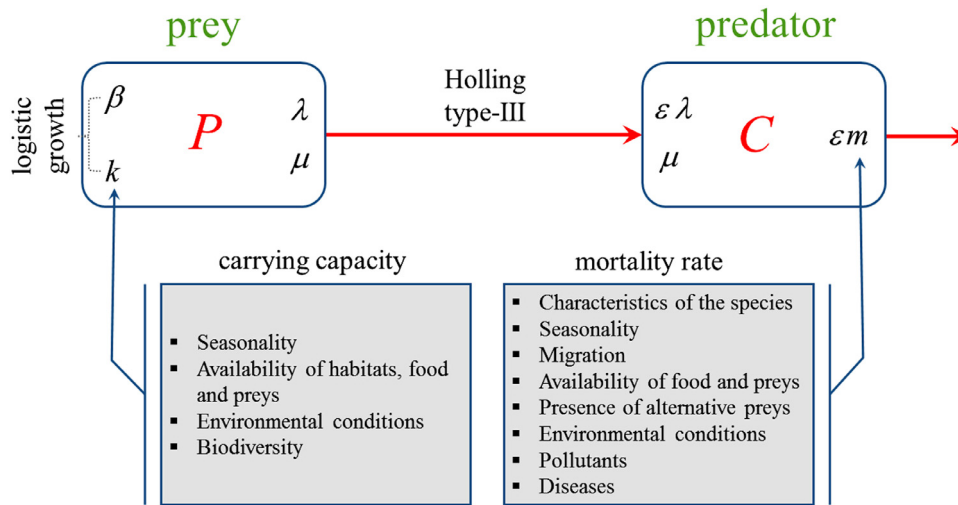 prey
predator
logistic
growth
β
k
P
λ
μ
Holling
type-III
ε λ
μ
C
εm
carrying capacity
▪ Seasonality
▪ Availability of habitats, food
and preys
▪ Environmental conditions
▪ Biodiversity
mortality rate
▪ Characteristics of the species
▪ Seasonality
▪ Migration
▪ Availability of food and preys
▪ Presence of alternative preys
▪ Environmental conditions
▪ Pollutants
▪ Diseases